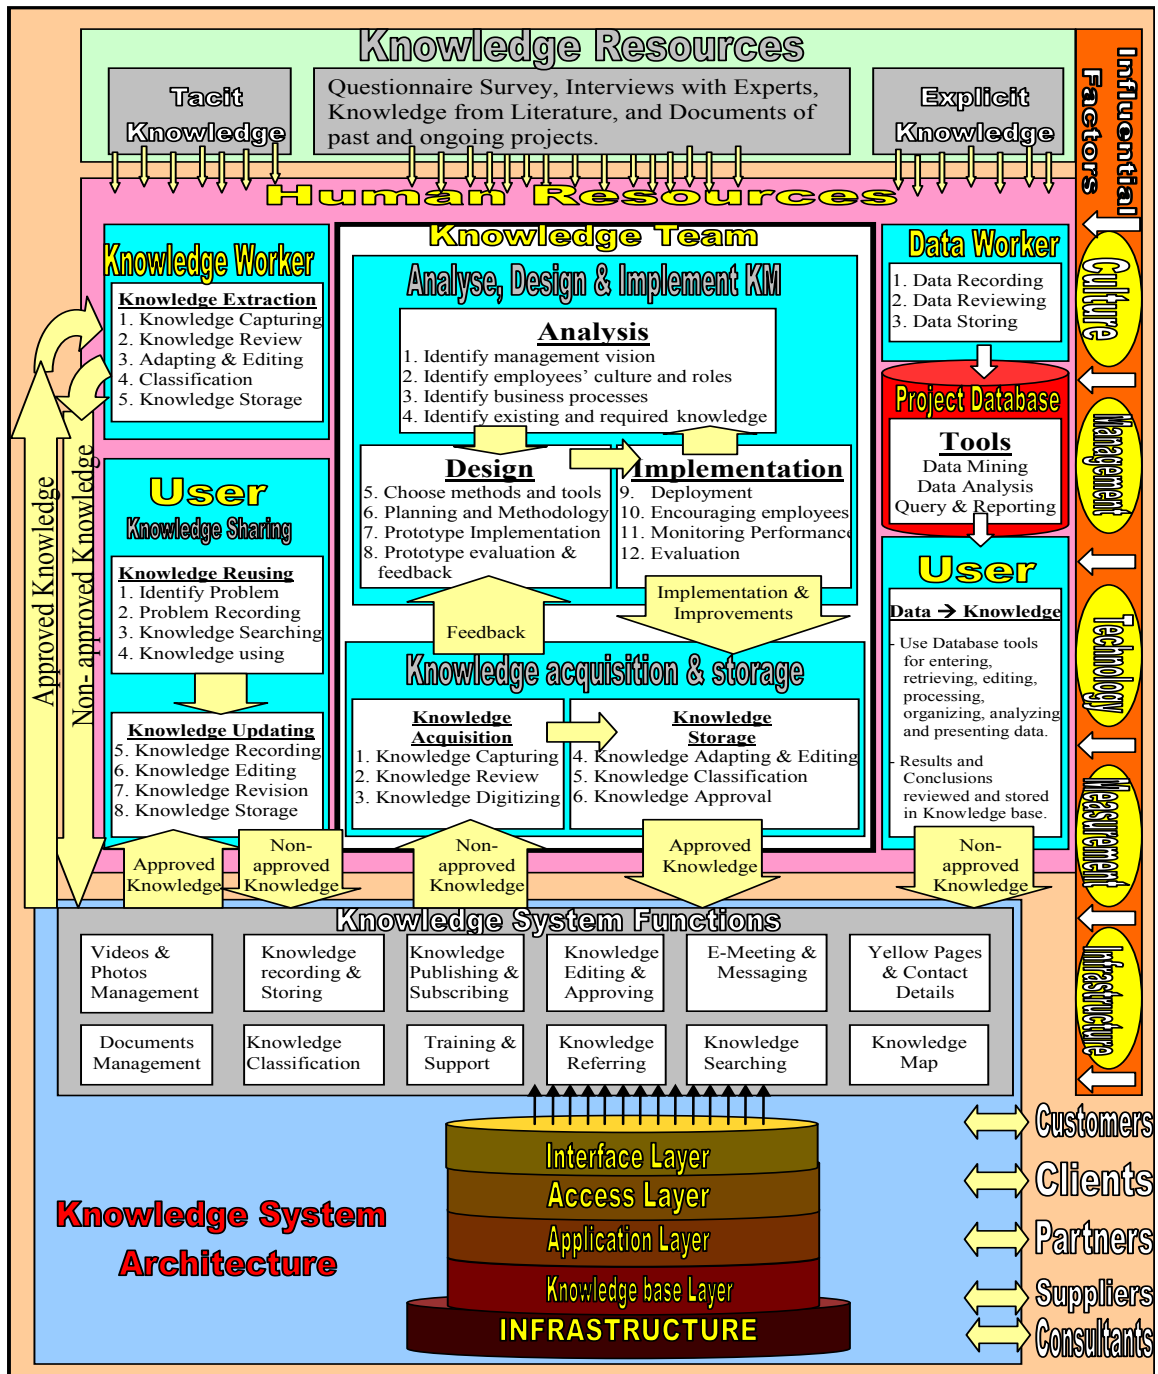 Knowledge Resources
Tacit
Knowledge
Questionnaire Survey, Interviews with Experts,
Knowledge from Literature, and Documents of
past and ongoing projects.
Explicit
Knowledge
Influential
Factors
Human Resources
Knowledge Worker
Knowledge Extraction
1. Knowledge Capturing
2. Knowledge Review
3. Adapting & Editing
4. Classification
5. Knowledge Storage
Knowledge Team
Analyse, Design & Implement KM
Analysis
1. Identify management vision
2. Identify employees' culture and roles
3. Identify business processes
4. Identify existing and required knowledge
Design
5. Choose methods and tools
6. Planning and Methodology
7. Prototype Implementation
8. Prototype evaluation &
feedback
Implementation
9. Deployment
10. Encouraging employees
11. Monitoring Performance
12. Evaluation
Data Worker
1. Data Recording
2. Data Reviewing
3. Data Storing
Project Database
Tools
Data Mining
Data Analysis
Query & Reporting
Culture
Management
Technology
Measurement
Infrastructure
Approved Knowledge
Non- approved Knowledge
User
Knowledge Sharing
Knowledge Reusing
1. Identify Problem
2. Problem Recording
3. Knowledge Searching
4. Knowledge using
Knowledge Updating
5. Knowledge Recording
6. Knowledge Editing
7. Knowledge Revision
8. Knowledge Storage
Feedback
Implementation &
Improvements
Knowledge acquisition & storage
Knowledge
Acquisition
1. Knowledge Capturing
2. Knowledge Review
3. Knowledge Digitizing
Knowledge
Storage
4. Knowledge Adapting & Editing
5. Knowledge Classification
6. Knowledge Approval
User
Data → Knowledge
- Use Database tools
for entering,
retrieving, editing,
processing,
organizing, analyzing
and presenting data.
- Results and
Conclusions
reviewed and stored
in Knowledge base.
Approved
Knowledge
Non-
approved
Knowledge
Non-
approved
Knowledge
Approved
Knowledge
Non-
approved
Knowledge
Knowledge System Functions
Videos &
Photos
Management
Knowledge
recording &
Storing
Knowledge
Publishing &
Subscribing
Knowledge
Editing &
Approving
E-Meeting &
Messaging
Yellow Pages
& Contact
Details
Documents
Management
Knowledge
Classification
Training &
Support
Knowledge
Referring
Knowledge
Searching
Knowledge
Map
Interface Layer
Access Layer
Application Layer
Knowledge base Layer
INFRASTRUCTURE
Knowledge System
Architecture
Customers
Clients
Partners
Suppliers
Consultants